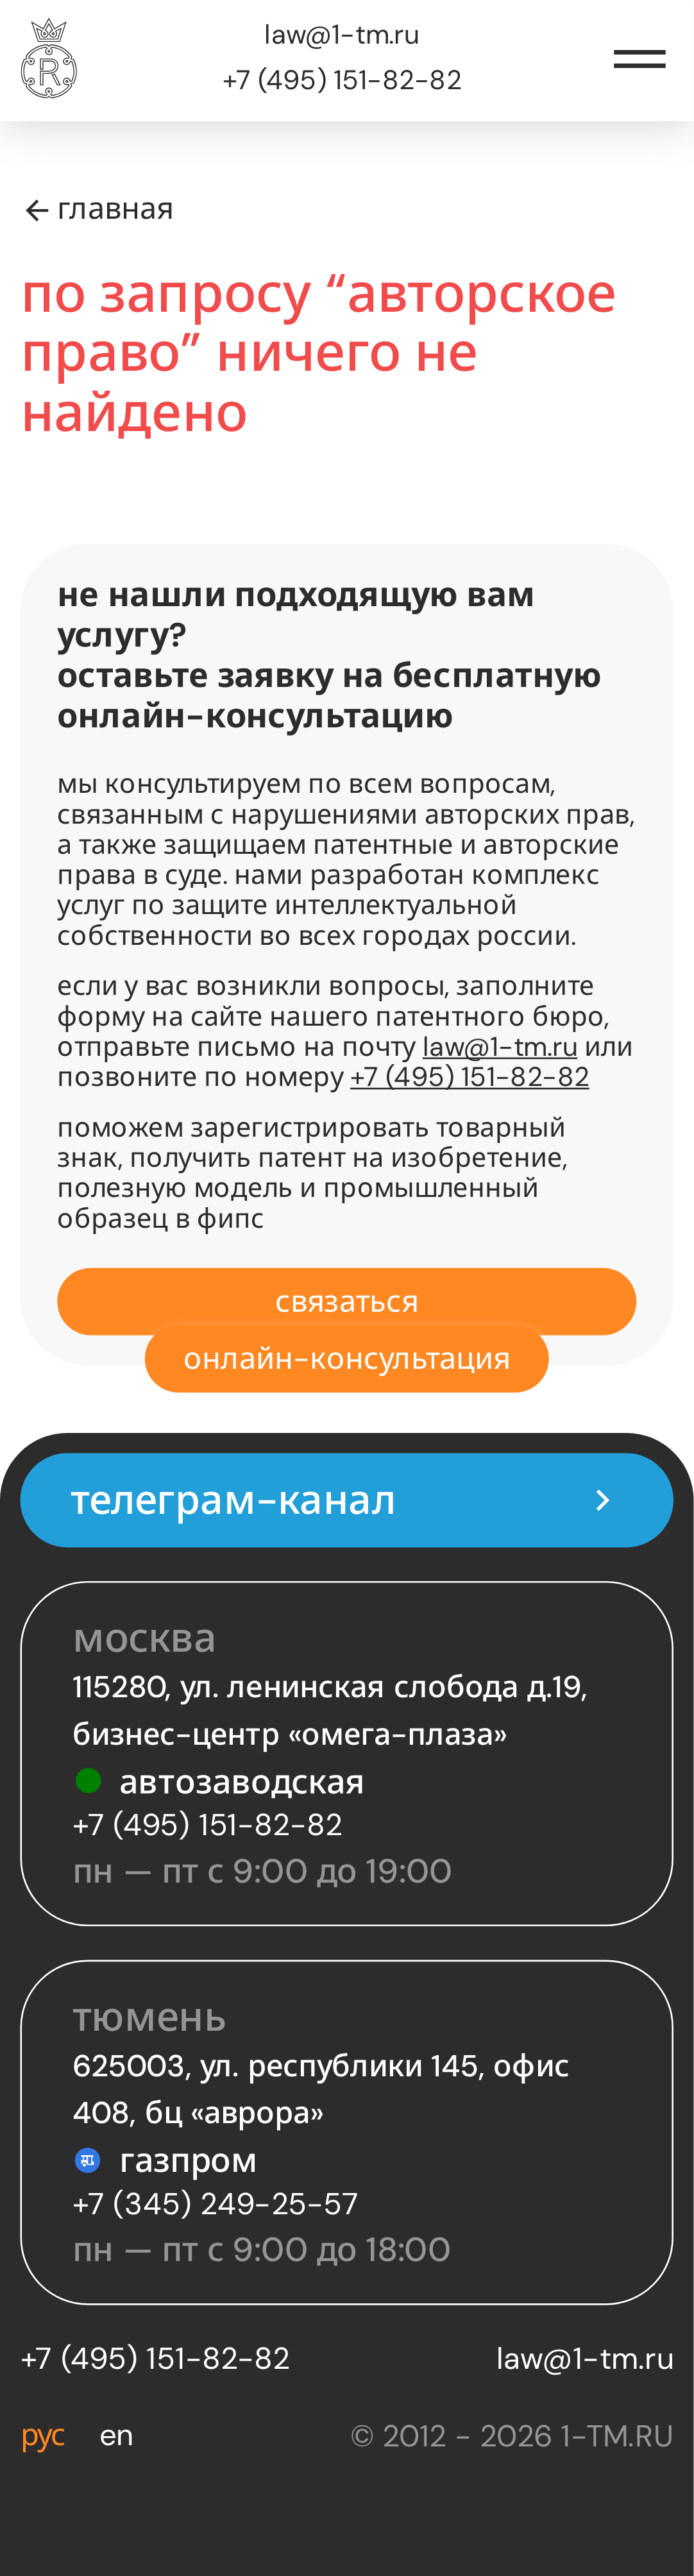 law@1-tm.ru
+7 (495) 151-82-82
R
← главная
по запросу “авторское
право” ничего не
найдено
не нашли подходящую вам
услугу?
оставьте заявку на бесплатную
онлайн-консультацию
мы консультируем по всем вопросам,
связанным с нарушениями авторских прав,
а также защищаем патентные и авторские
права в суде. нами разработан комплекс
услуг по защите интеллектуальной
собственности во всех городах россии.
если у вас возникли вопросы, заполните
форму на сайте нашего патентного бюро,
отправьте письмо на почту law@1-tm.ru или
позвоните по номеру +7 (495) 151-82-82
поможем зарегистрировать товарный
знак, получить патент на изобретение,
полезную модель и промышленный
образец в фипс
связаться
онлайн-консультация
телеграм-канал
москва
115280, ул. ленинская слобода д.19,
бизнес-центр «омега-плаза»
автозаводская
+7 (495) 151-82-82
пн — пт с 9:00 до 19:00
тюмень
625003, ул. республики 145, офис
408, бц «аврора»
газпром
+7 (345) 249-25-57
пн — пт с 9:00 до 18:00
+7 (495) 151-82-82 law@1-tm.ru
рус en © 2012 - 2026 1-TM.RU